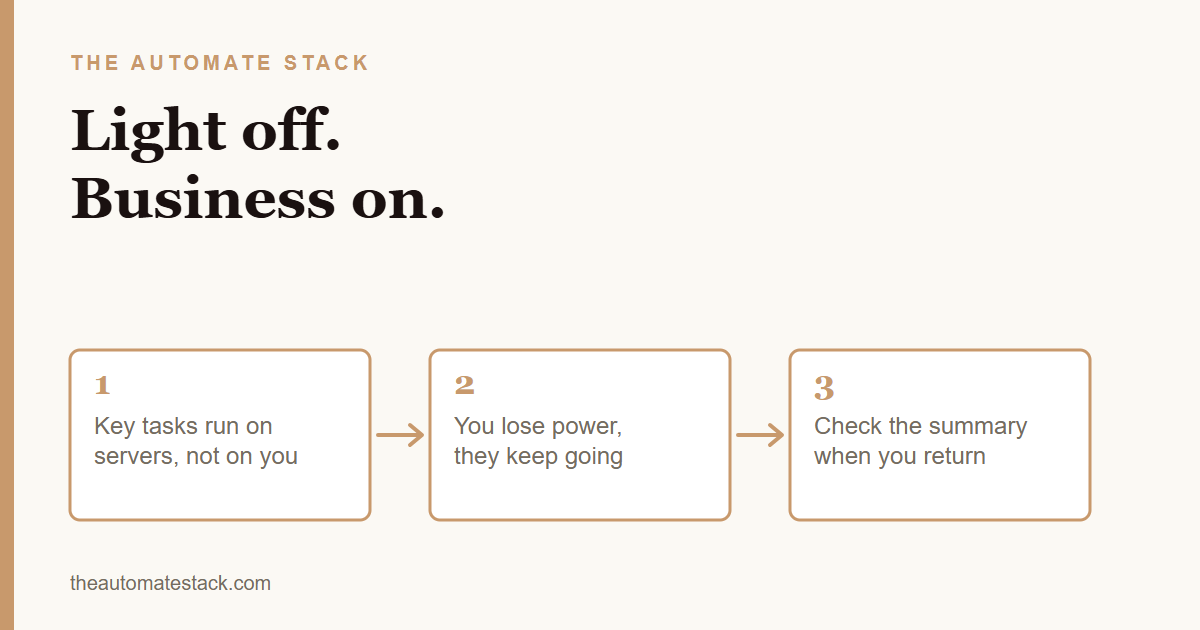 THE AUTOMATE STACK
Light off.
Business on.
1
Key tasks run on
servers, not on you
2
You lose power,
they keep going
3
Check the summary
when you return
theautomatestack.com